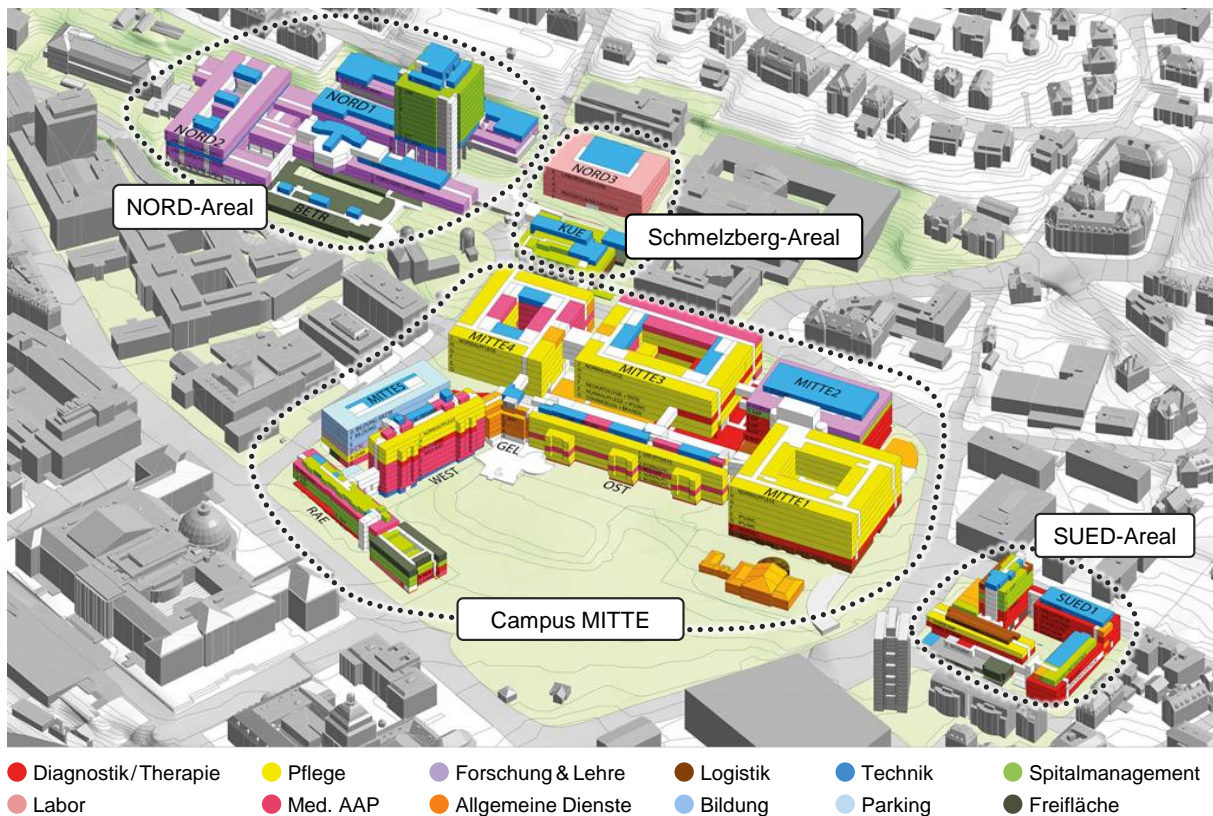 NORD1
NORD2
NORD-Areal
BETR
NORD3
KUE
Schmelzberg-Areal
MITTE4
MITTE3
MITTE2
MITTE5
WEST
GEL
OST
MITTE1
RAE
SUED-Areal
SUED1
Campus MITTE
Diagnostik/Therapie Pflege Forschung & Lehre Logistik Technik Spitalmanagement
Labor Med. AAP Allgemeine Dienste Bildung Parking Freifläche